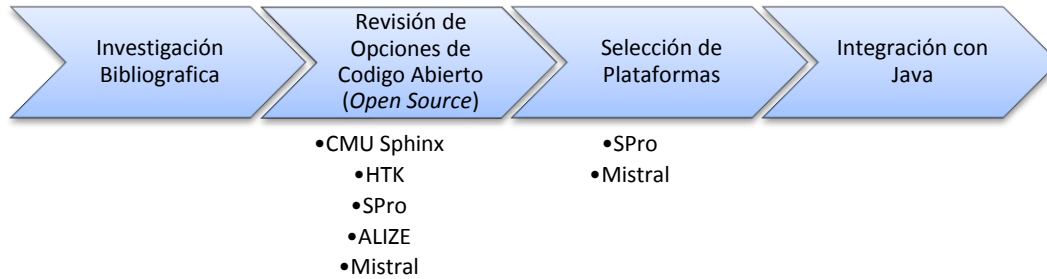 Investigación
Bibliografica
Revisión de
Opciones de
Codigo Abierto
(Open Source)
Selección de
Plataformas
Integración con
Java
•CMU Sphinx
•HTK
•SPro
•ALIZE
•Mistral
•SPro
•Mistral